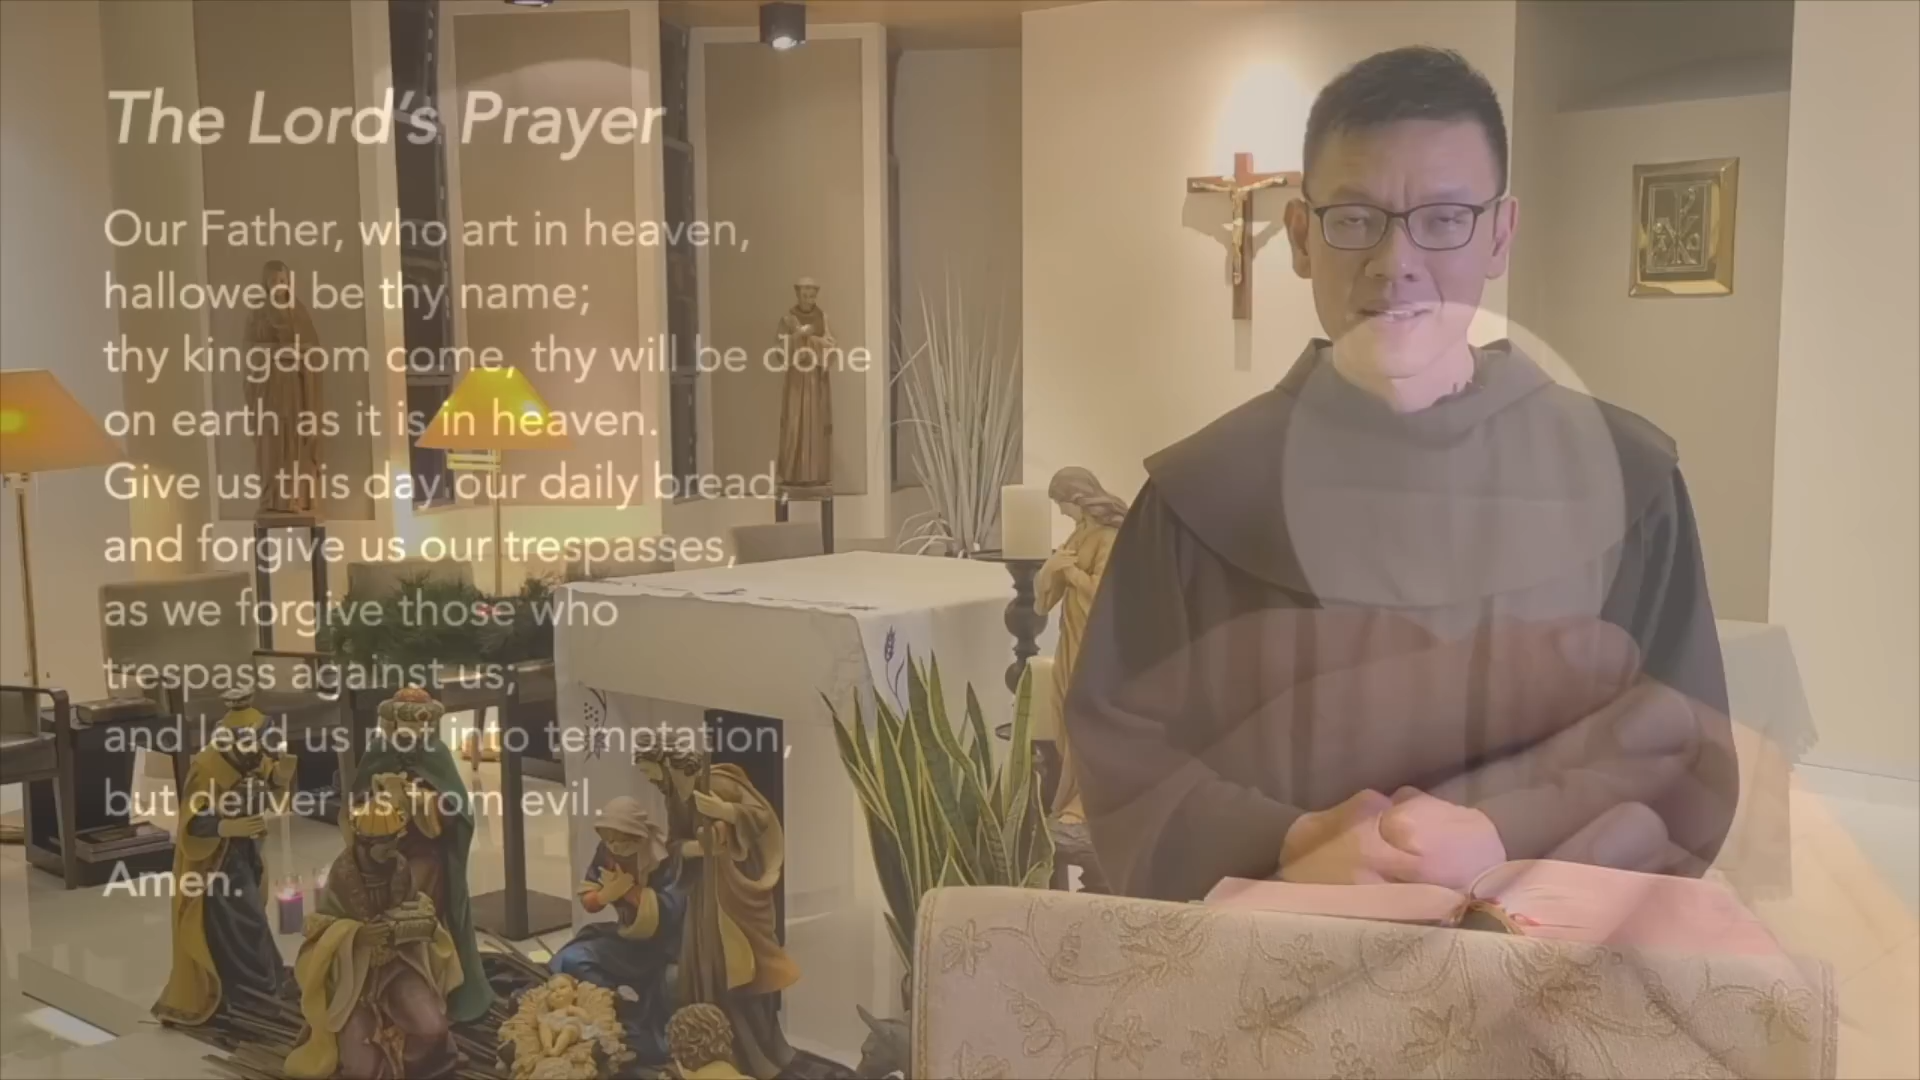 The Lord's Prayer
Our Father, who art in heaven,
hallowed be thy name;
thy kingdom come, thy will be done
on earth as it is in heaven.
Give us this day our daily bread
and forgive us our trespasses,
as we forgive those who
trespass against us;
and lead us not into temptation,
but deliver us from evil.
Amen.